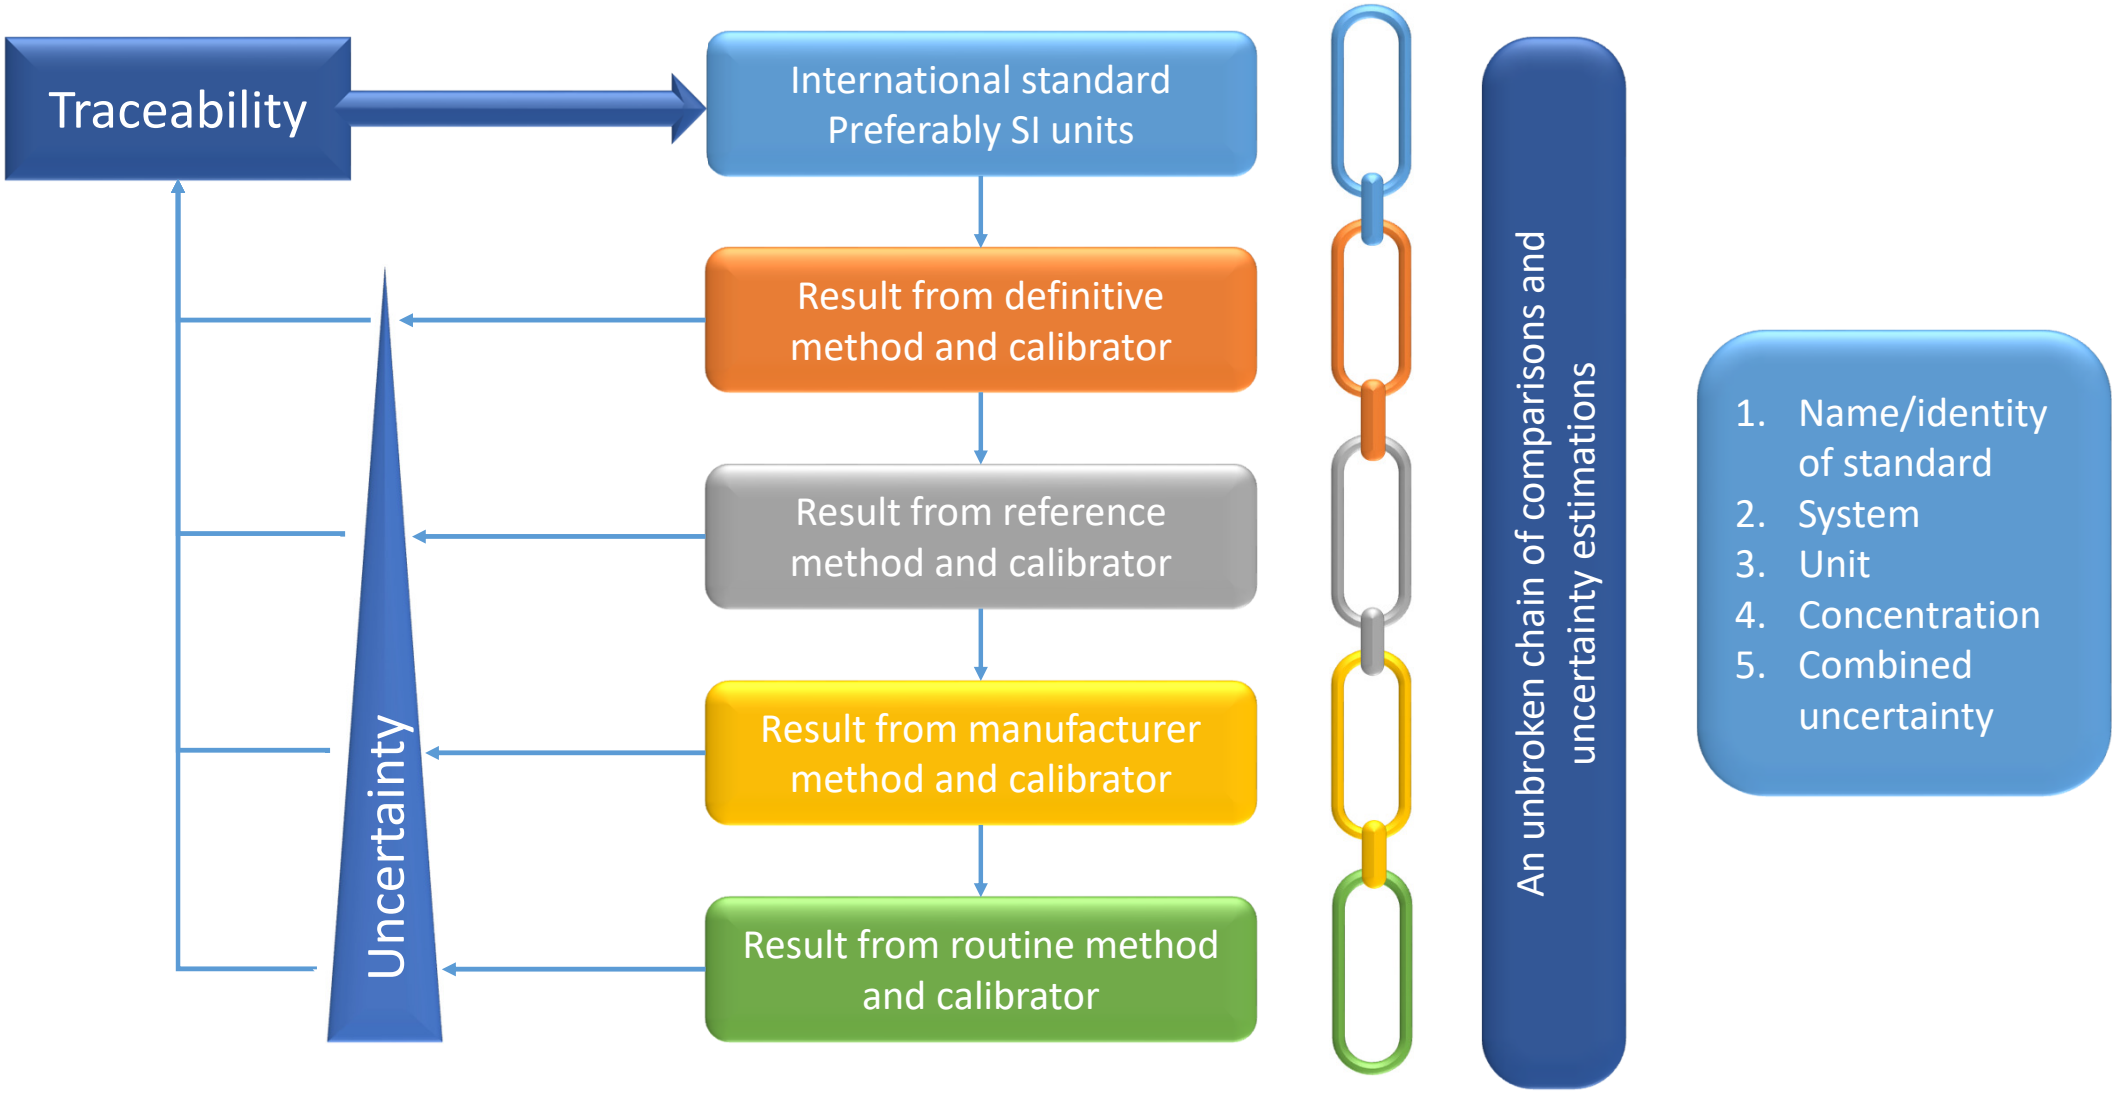 Traceability
International standard
Preferably SI units
Result from definitive
method and calibrator
Result from reference
method and calibrator
Result from manufacturer
method and calibrator
Result from routine method
and calibrator
Uncertainty
An unbroken chain of comparisons and
uncertainty estimations
1. Name/identity
of standard
2. System
3. Unit
4. Concentration
5. Combined
uncertainty